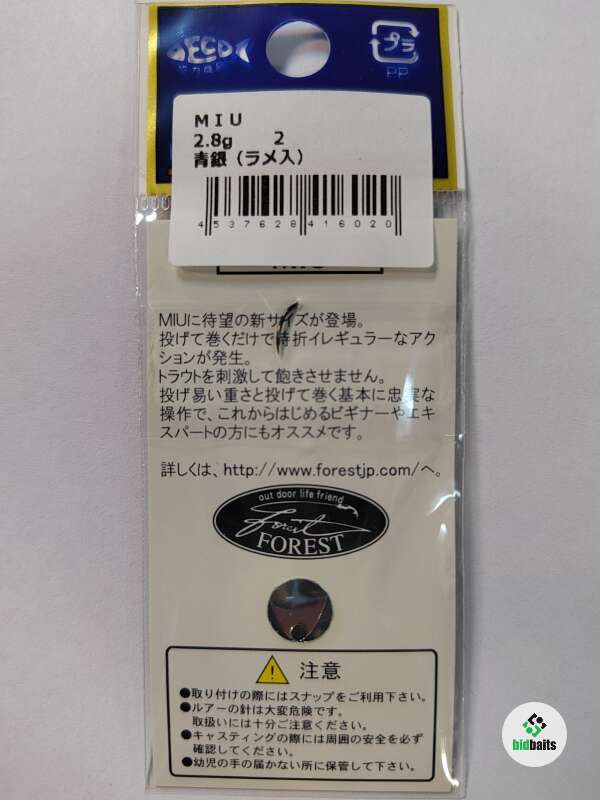 ECO
プラ
PP
MIU
2.8g 2
青銀(ラメ入)
4537628416020
MIUに待望の新サイズが登場。
投げて巻くだけで時折イレギュラーなアク
ションが発生。
トラウトを刺激して飽きさせません。
投げ易い重さと投げて巻く基本に忠実な
操作で、これからはじめるビギナーやエキ
スパートの方にもオススメです。
詳しくは、http://www.forestjp.com/へ。
out door life friend
Forest
FOREST
注意
●取り付けの際にはスナップをご利用下さい。
●ルアーの針は大変危険です。
取扱いには十分ご注意ください。
●キャスティングの際には周囲の安全を必ず
確認してください。
●幼児の手の届かない所に保管して下さい。
bidbaits